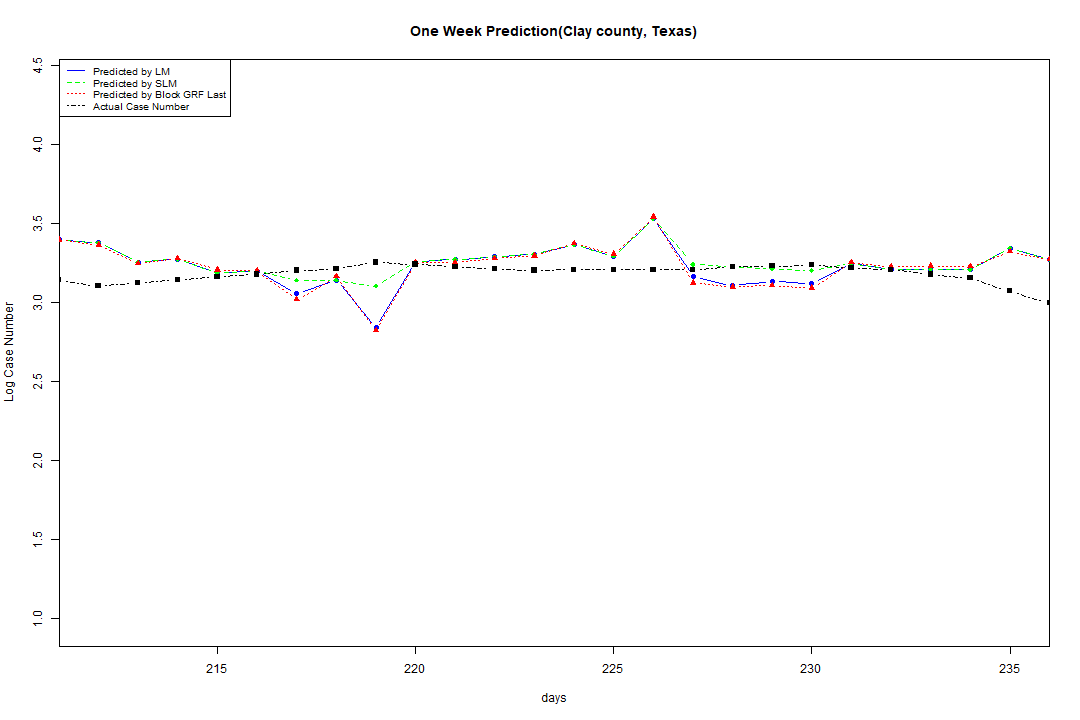 One Week Prediction(Clay county, Texas)
Predicted by LM
Predicted by SLM
Predicted by Block GRF Last
Actual Case Number
4.5
4.0
3.5
3.0
2.5
2.0
1.5
1.0
Log Case Number
215 220 225 230 235
days